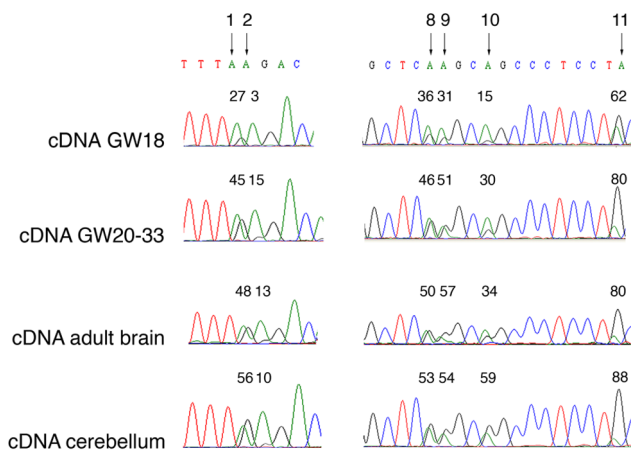 1 2 8 9 10 11
T T T A A G A C G C T C A A G C A G C C C T C C T A
27 3 36 31 15 62
cDNA GW18
45 15 46 51 30 80
cDNA GW20-33
48 13 50 57 34 80
cDNA adult brain
56 10 53 54 59 88
cDNA cerebellum